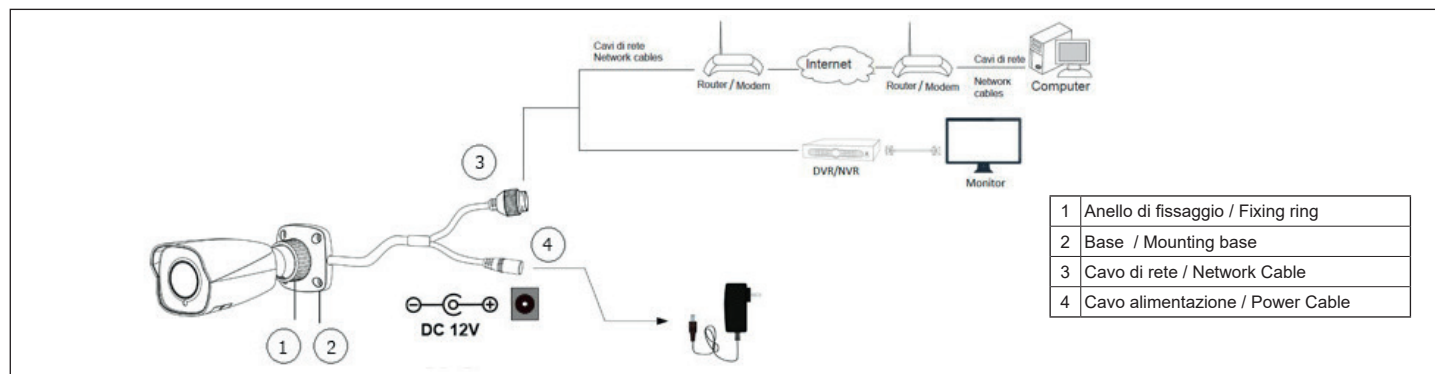 Cavi di rete
Network cables
Router / Modem
Internet
Router / Modem
Cavi di rete
Network
cables
Computer
DVR/NVR
Monitor
3
4
DC 12V
1
2
1 Anello di fissaggio / Fixing ring
2 Base / Mounting base
3 Cavo di rete / Network Cable
4 Cavo alimentazione / Power Cable